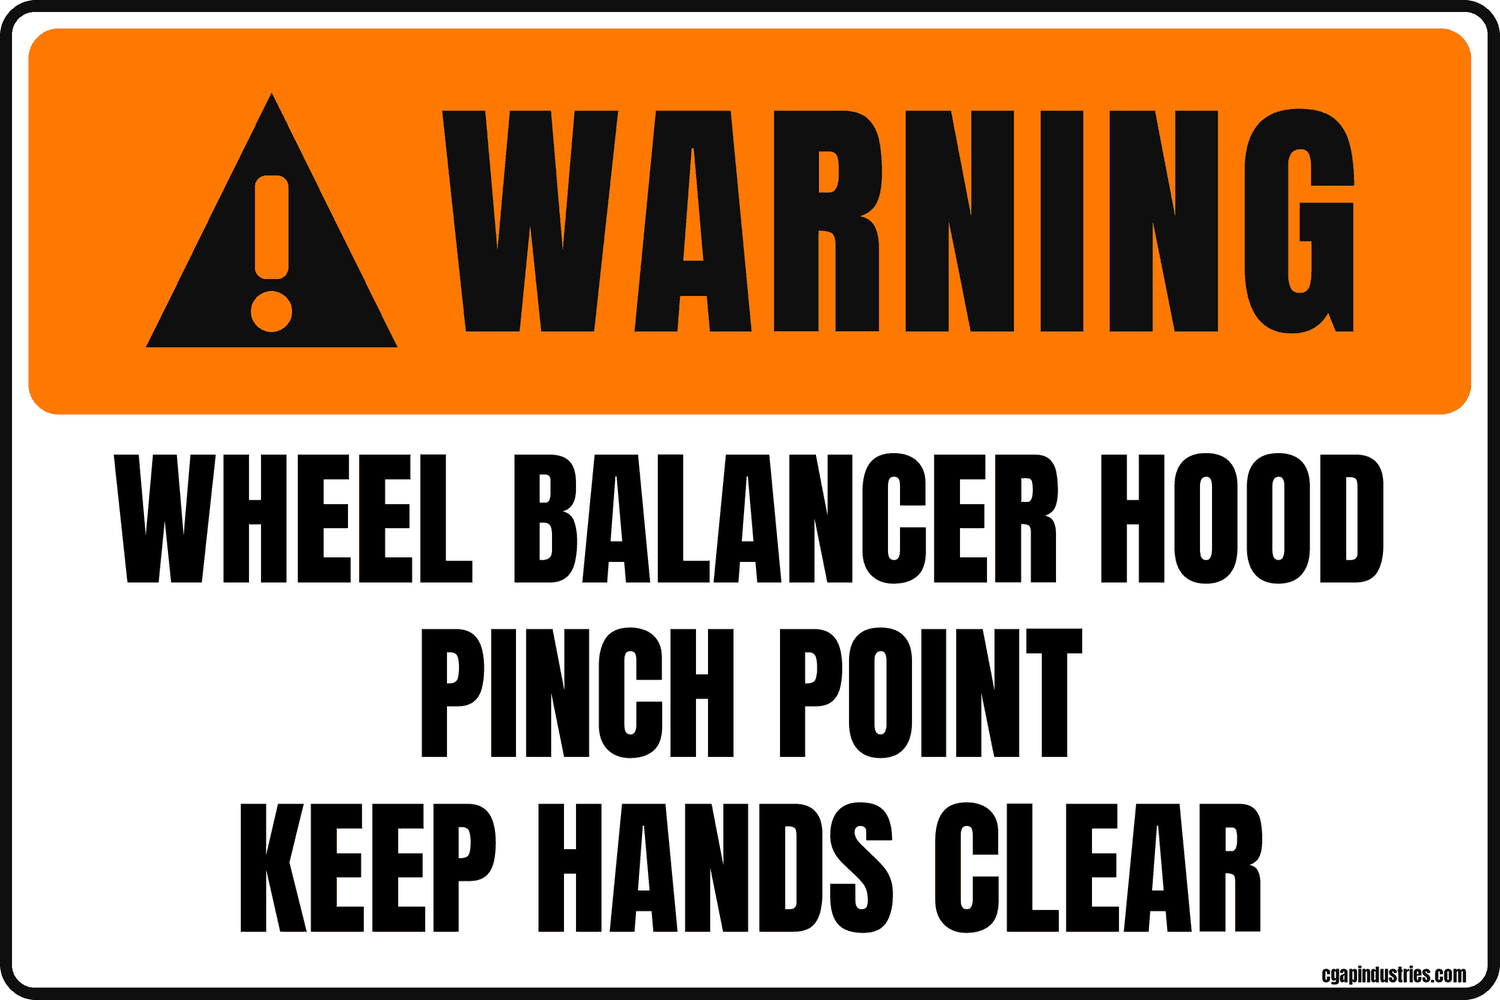 WARNING
WHEEL BALANCER HOOD
PINCH POINT
KEEP HANDS CLEAR
cgapindustries.com